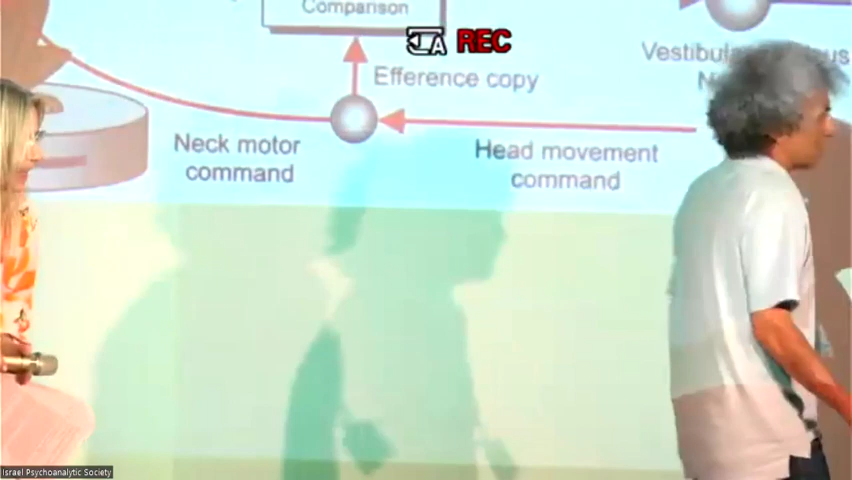 Comparison
A REC
Efference copy
Neck motor
command
Head movement
command
Israel Psychoanalytic Society